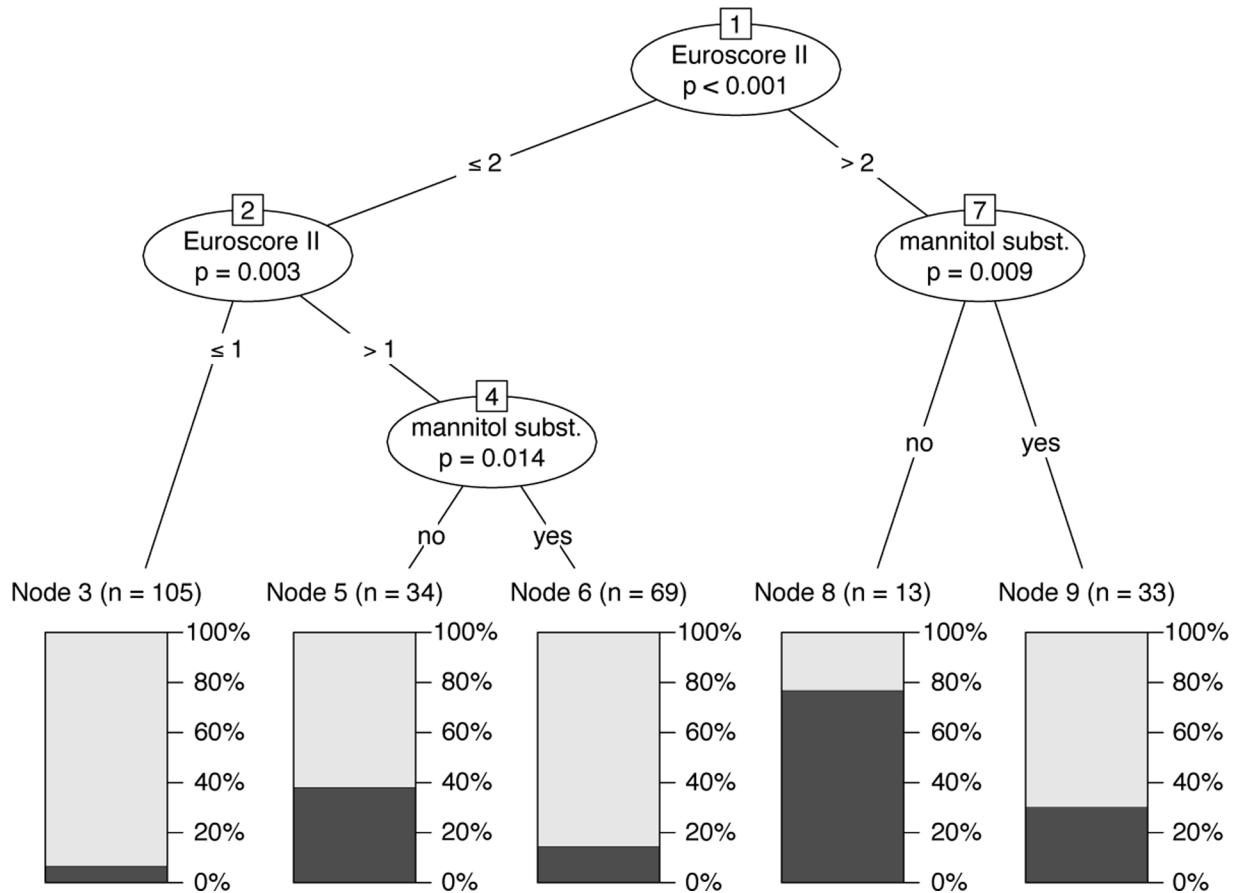 1
Euroscore II
p < 0.001
≤ 2
> 2
2
Euroscore II
p = 0.003
7
mannitol subst.
p = 0.009
≤ 1
> 1
4
mannitol subst.
p = 0.014
no
yes
no
yes
Node 3 (n = 105)
Node 5 (n = 34)
Node 6 (n = 69)
Node 8 (n = 13)
Node 9 (n = 33)
100%
80%
60%
40%
20%
0%
100%
80%
60%
40%
20%
0%
100%
80%
60%
40%
20%
0%
100%
80%
60%
40%
20%
0%
100%
80%
60%
40%
20%
0%